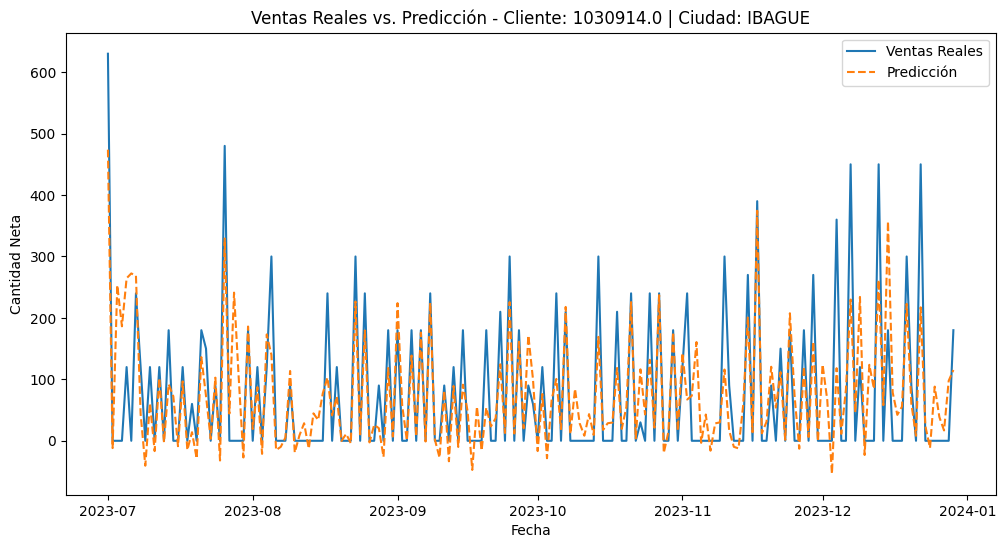 Ventas Reales vs. Predicción - Cliente: 1030914.0 | Ciudad: IBAGUE
Ventas Reales
Predicción
Cantidad Neta
600
500
400
300
200
100
0
2023-07
2023-08
2023-09
2023-10
2023-11
2023-12
2024-01
Fecha